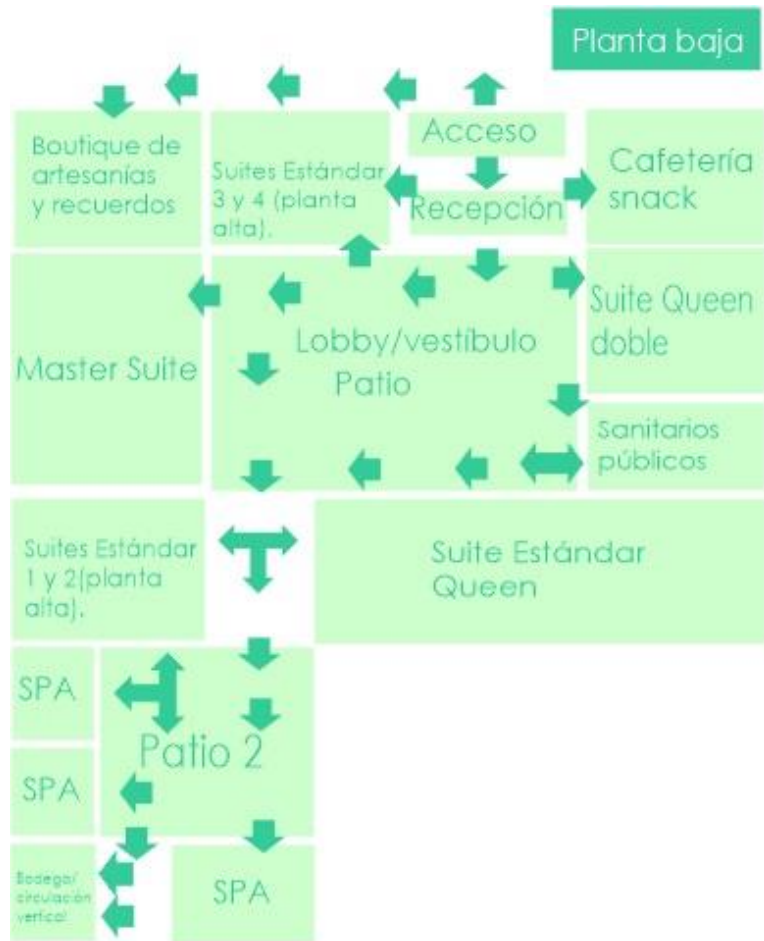 Planta baja
Acceso
Boutique de
artesanías
y recuerdos
Suites Estándar
3 y 4 (planta
alta).
Recepción
Cafetería
snack
Master Suite
Lobby/vestíbulo
Patio
Suite Queen
doble
Sanitarios
públicos
Suites Estándar
1 y 2(planta
alta).
Suite Estándar
Queen
SPA
Patio 2
SPA
Bodega/
circulación
vertical
SPA